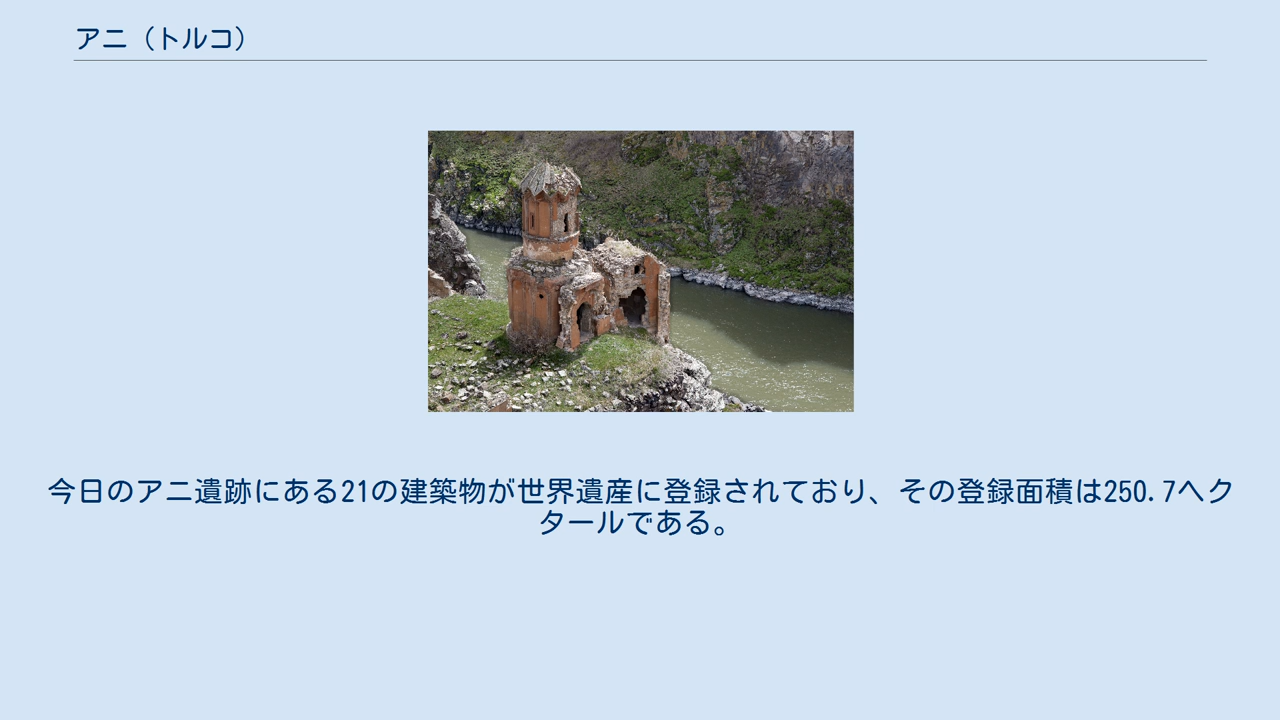 アニ（トルコ）
今日のアニ遺跡にある21の建築物が世界遺産に登録されており、その登録面積は250.7ヘク
タールである。